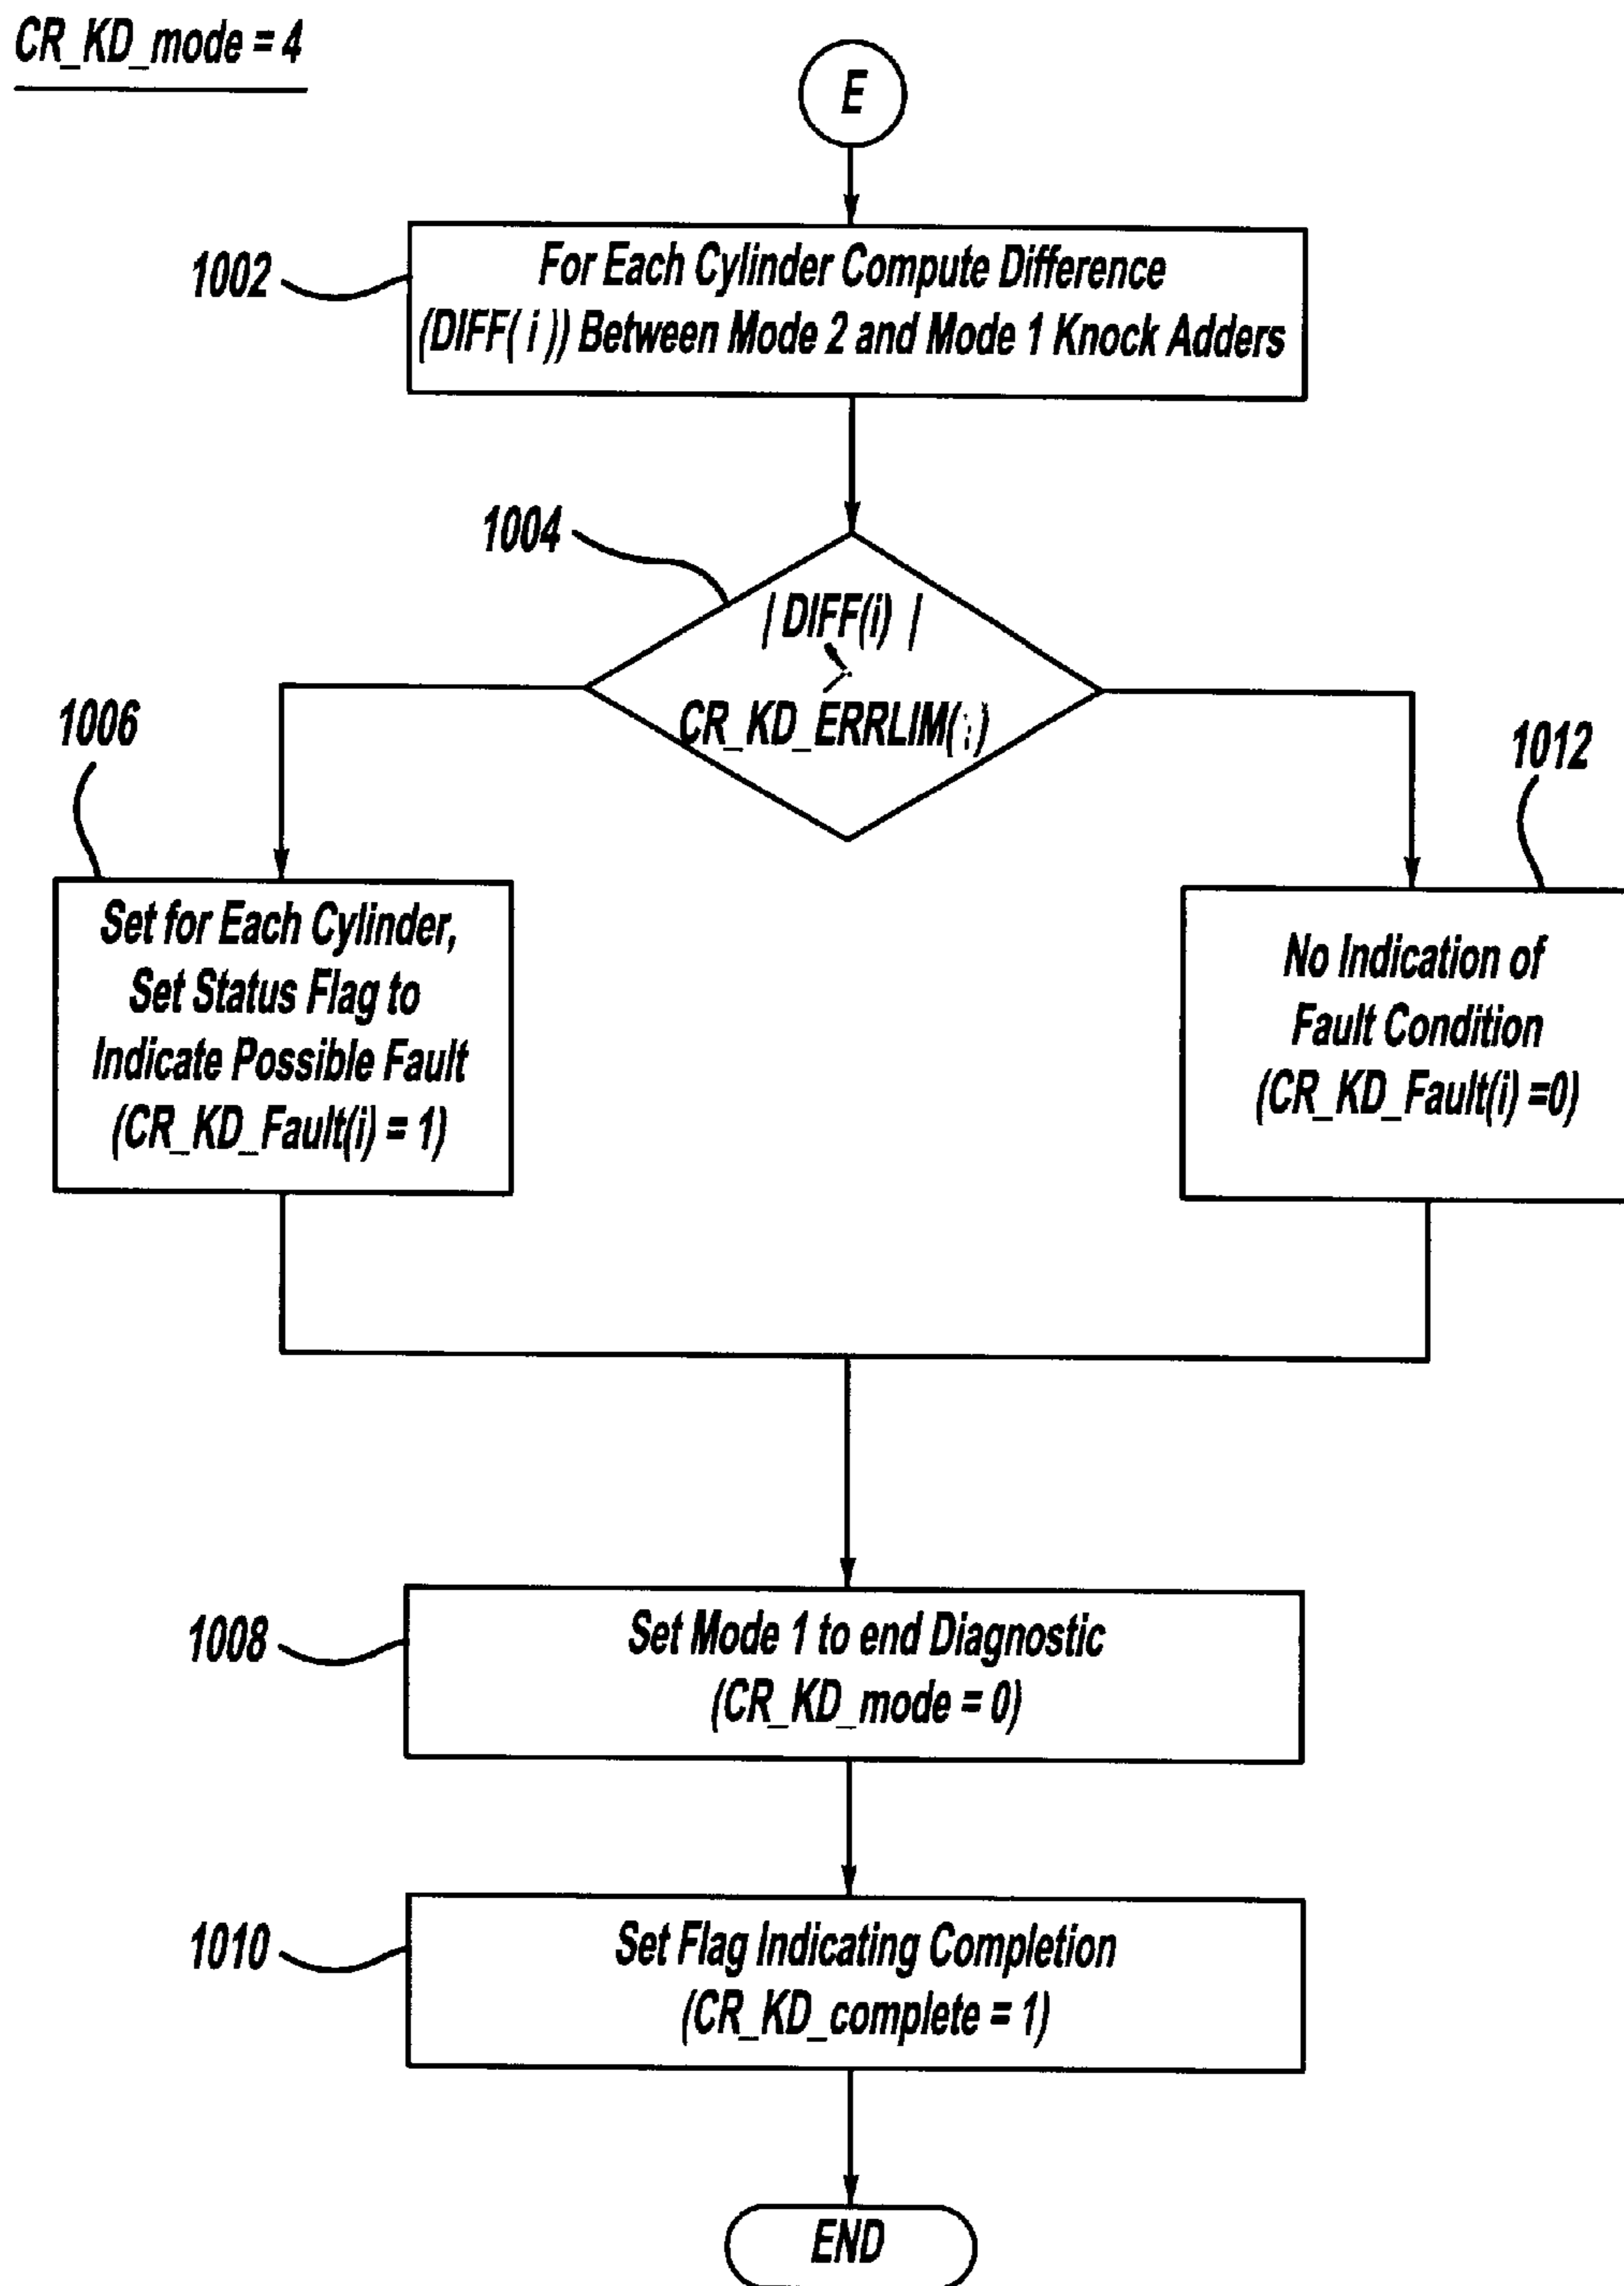 CR_KD_mode = 4
E
1002
For Each Cylinder Compute Difference
(DIFF( i )) Between Mode 2 and Mode 1 Knock Adders
1004
| DIFF(i) |
>
CR_KD_ERRLIM( )
1006
Set for Each Cylinder,
Set Status Flag to
Indicate Possible Fault
(CR_KD_Fault(i) = 1)
1012
No Indication of
Fault Condition
(CR_KD_Fault(i) =0)
1008
Set Mode 1 to end Diagnostic
(CR_KD_mode = 0)
1010
Set Flag Indicating Completion
(CR_KD_complete = 1)
END